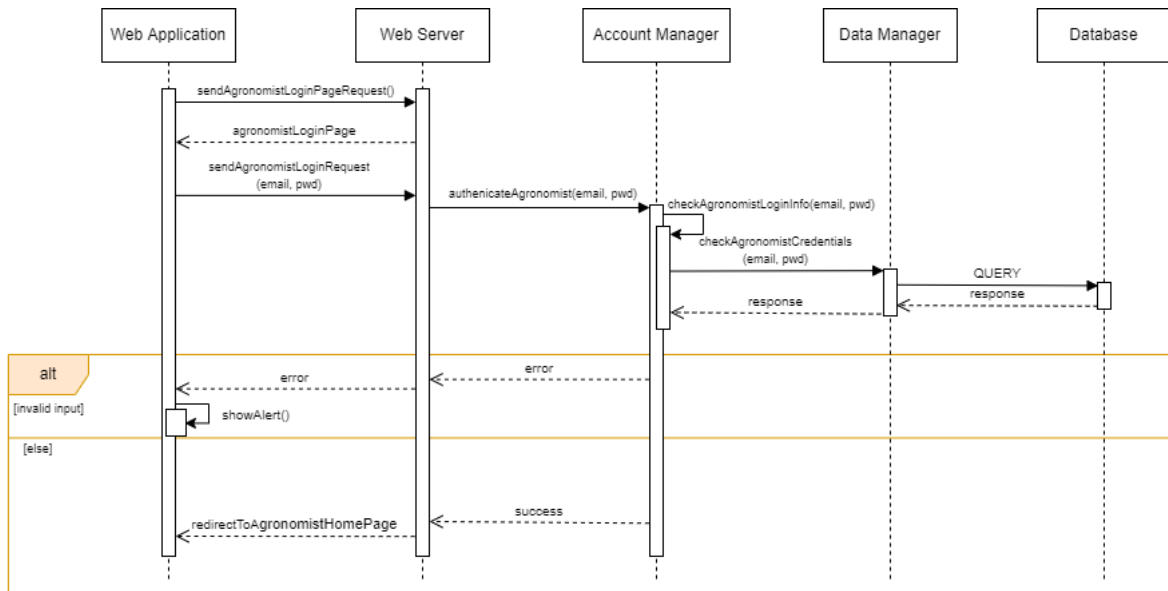 Web Application
Web Server
Account Manager
Data Manager
Database
sendAgronomistLoginPageRequest()
agronomistLoginPage
sendAgronomistLoginRequest
(email, pwd)
authenicateAgronomist(email, pwd)
checkAgronomistLoginInfo(email, pwd)
checkAgronomistCredentials
(email, pwd)
QUERY
response
response
alt
error
error
[invalid input]
showAlert()
[else]
success
redirectToAgronomistHomePage